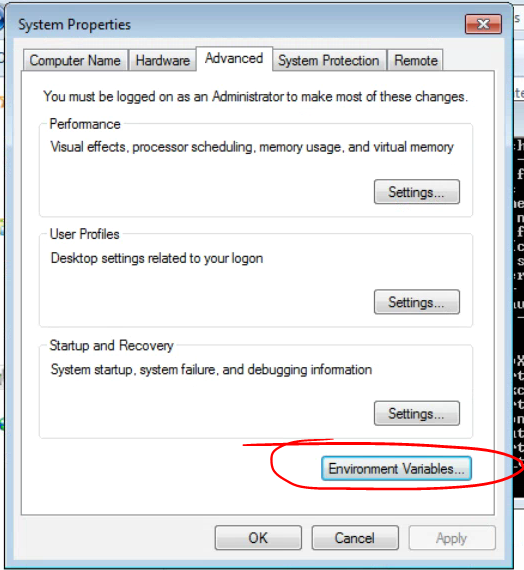 System Properties
Computer Name Hardware Advanced System Protection Remote
You must be logged on as an Administrator to make most of these changes.
Performance
Visual effects, processor scheduling, memory usage, and virtual memory
Settings...
User Profiles
Desktop settings related to your logon
Settings...
Startup and Recovery
System startup, system failure, and debugging information
Settings...
Environment Variables...
OK Cancel Apply